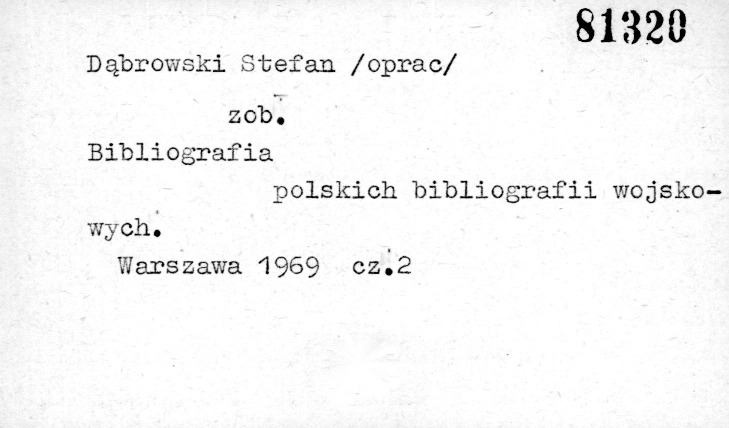 81320
Dąbrowski Stefan /oprac/
zob.
Bibliografia
polskich bibliografii wojsko-
wych.
Warszawa 1969 cz.2